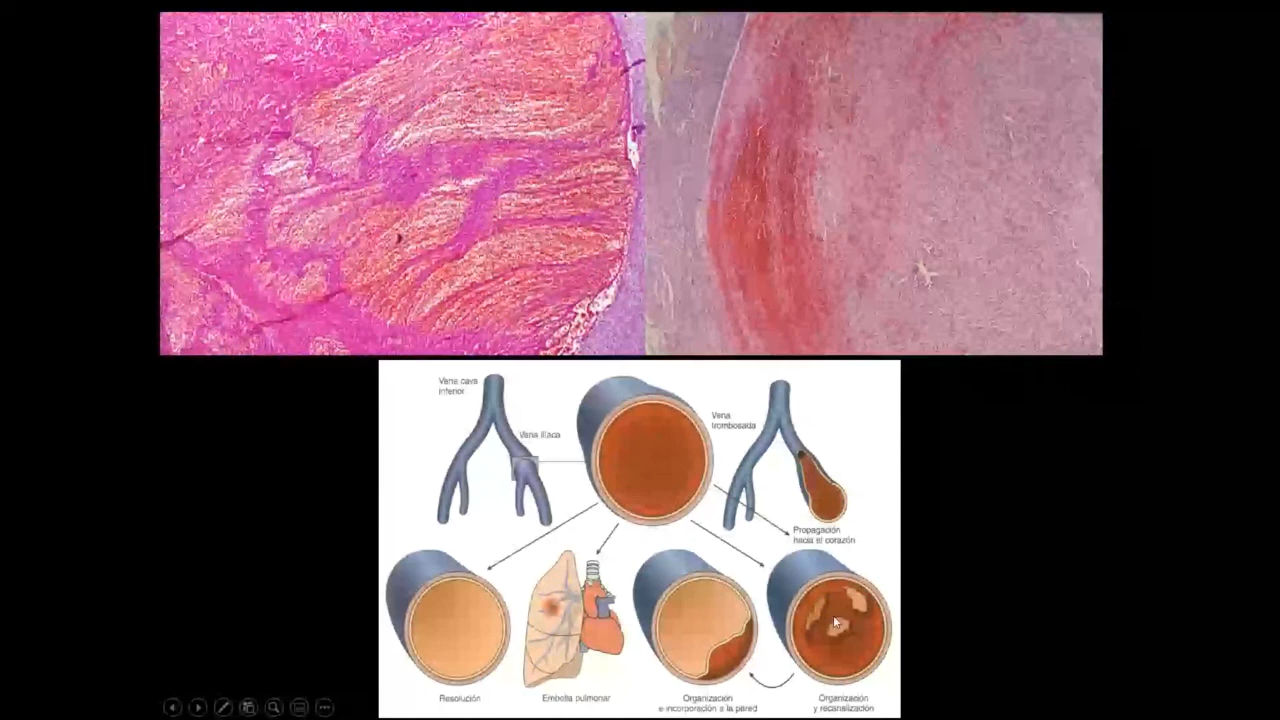 Vena cava
inferior
Vena ilíaca
Vena
trombosada
Propagación
hacia el corazón
Resolución
Embolia pulmonar
Organización
e incorporación a la pared
Organización
y recanalización